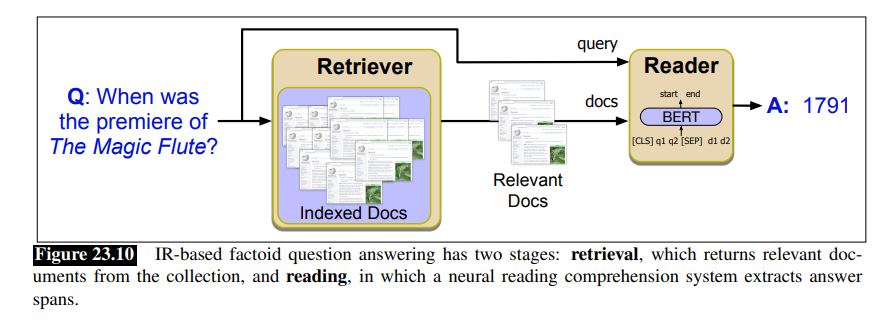 Q: When was
the premiere of
The Magic Flute?
Retriever
Indexed Docs
query
docs
Relevant
Docs
Reader
start end
BERT
[CLS] q1 q2 [SEP] d1 d2
A: 1791
Figure 23.10 IR-based factoid question answering has two stages: retrieval, which returns relevant doc-
uments from the collection, and reading, in which a neural reading comprehension system extracts answer
spans.